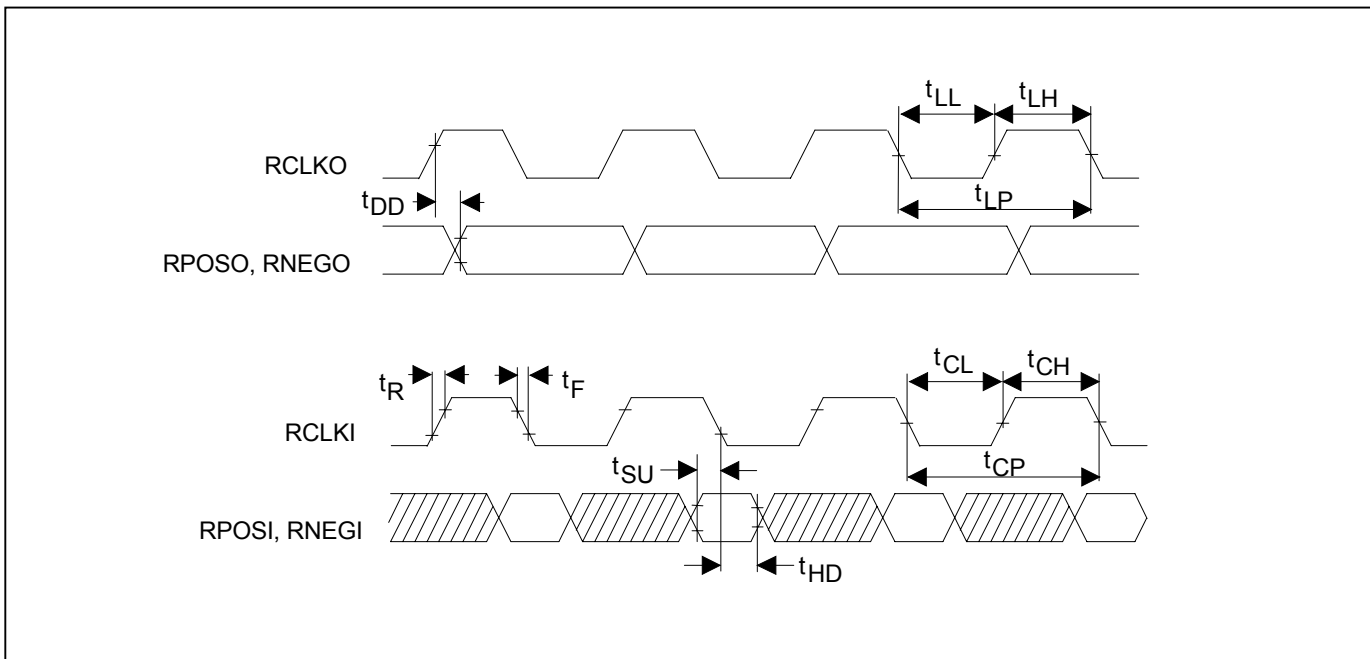 tLL tLH
RCLKO
tDD tLP
RPOSO, RNEGO
tCL tCH
tR tF
RCLKI
tSU tCP
RPOSI, RNEGI
tHD